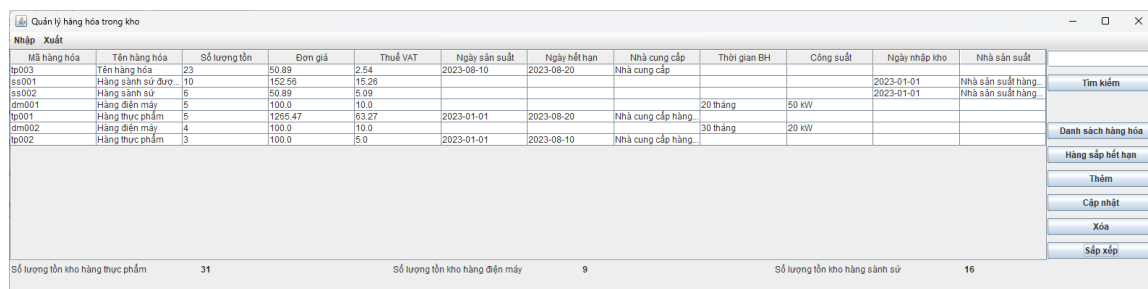 Quản lý hàng hóa trong kho
Nhập Xuất
Mã hàng hóa Tên hàng hóa Số lượng tồn Đơn giá Thuế VAT Ngày sản suất Ngày hết hạn Nhà cung cấp Thời gian BH Công suất Ngày nhập kho Nhà sản suất
tp003 Tên hàng hóa 23 50.89 2.54 2023-08-10 2023-08-20 Nhà cung cấp
ss001 Hàng sành sứ đượ... 10 152.56 15.26 2023-01-01 Nhà sản suất hàng...
ss002 Hàng sành sứ 6 50.89 5.09 2023-01-01 Nhà sản suất hàng...
dm001 Hàng điện máy 5 100.0 10.0 20 tháng 50 kW
tp001 Hàng thực phẩm 5 1265.47 63.27 2023-01-01 2023-08-20 Nhà cung cấp hàng...
dm002 Hàng điện máy 4 100.0 10.0 30 tháng 20 kW
tp002 Hàng thực phẩm 3 100.0 5.0 2023-01-01 2023-08-10 Nhà cung cấp hàng...
Tìm kiếm
Danh sách hàng hóa
Hàng sắp hết hạn
Thêm
Cập nhật
Xóa
Sắp xếp
Số lượng tồn kho hàng thực phẩm 31 Số lượng tồn kho hàng điện máy 9 Số lượng tồn kho hàng sành sứ 16